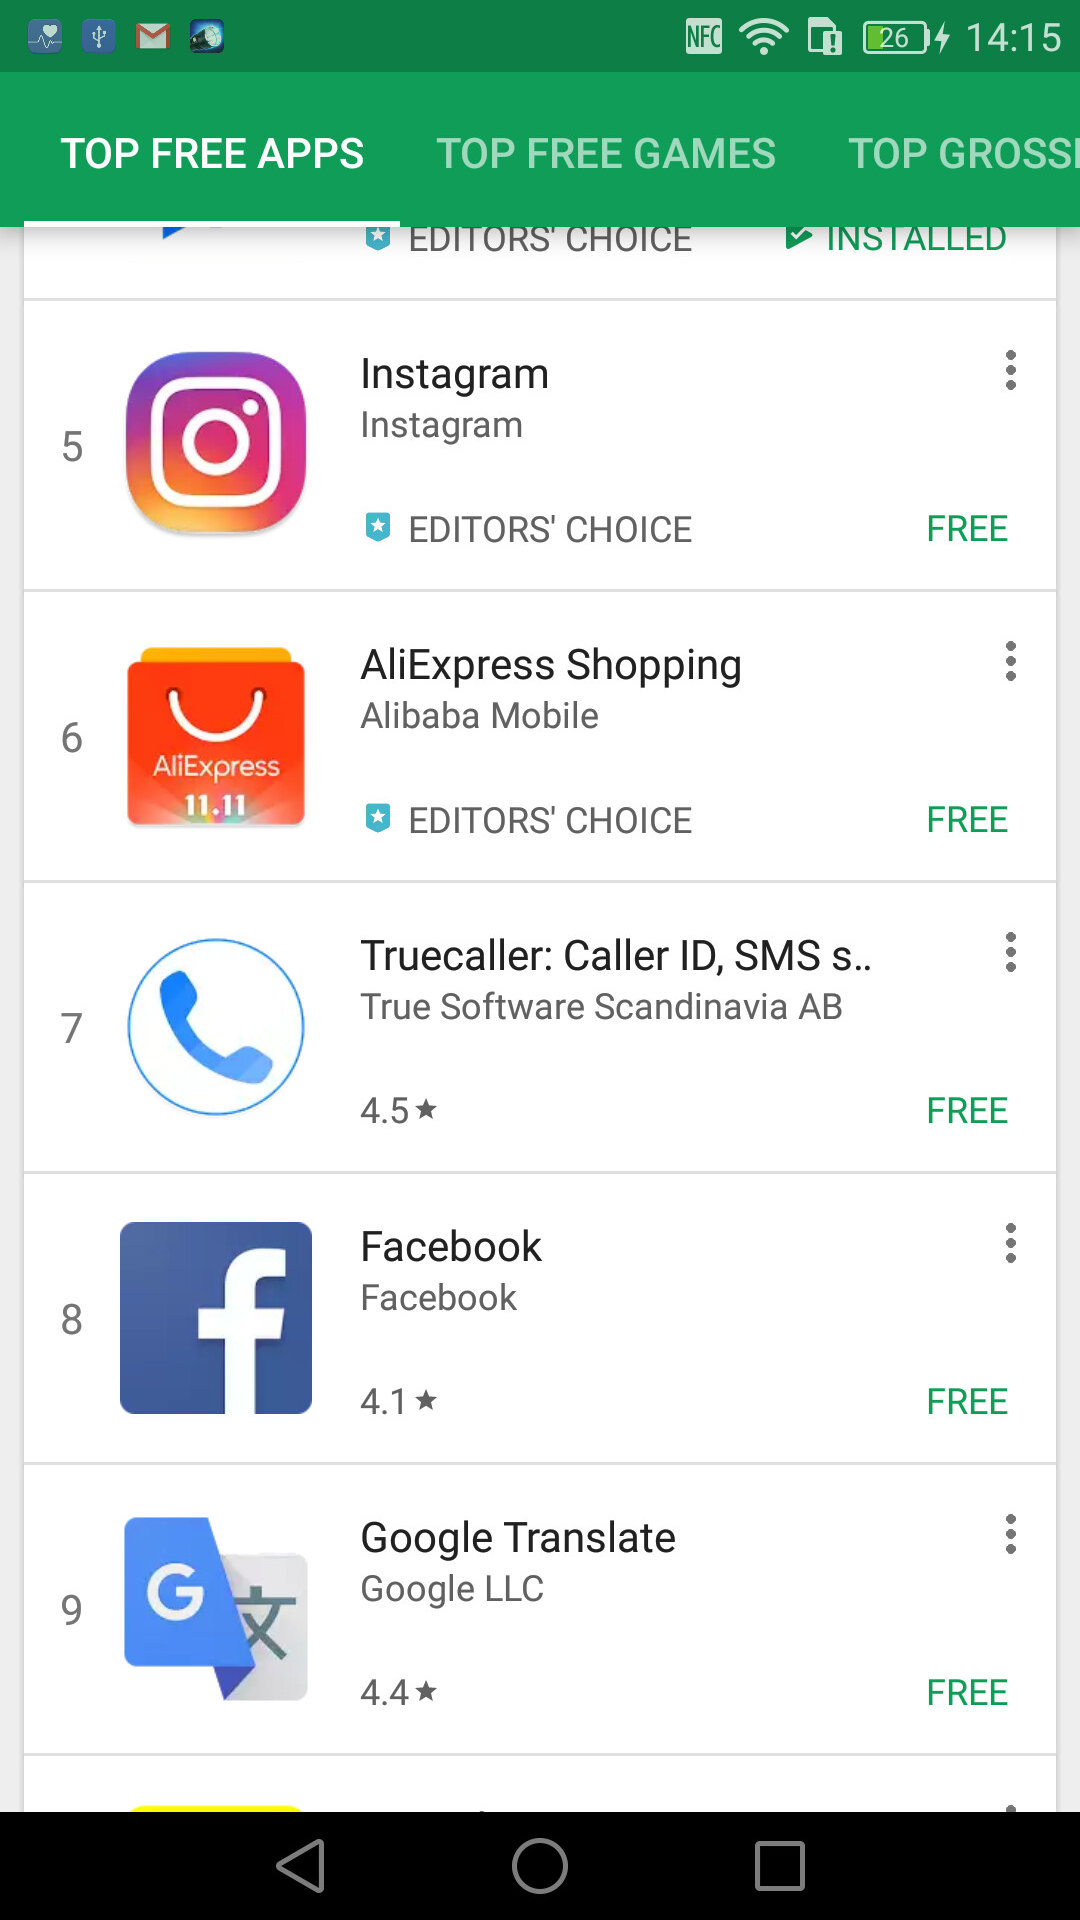 NFC 26 14:15
TOP FREE APPS TOP FREE GAMES TOP GROSSI
EDITORS' CHOICE INSTALLED
5
Instagram
Instagram
EDITORS' CHOICE FREE
6
AliExpress
11.11
AliExpress Shopping
Alibaba Mobile
EDITORS' CHOICE FREE
7
Truecaller: Caller ID, SMS s..
True Software Scandinavia AB
4.5 FREE
8
f
Facebook
Facebook
4.1 FREE
9
G 文
Google Translate
Google LLC
4.4 FREE